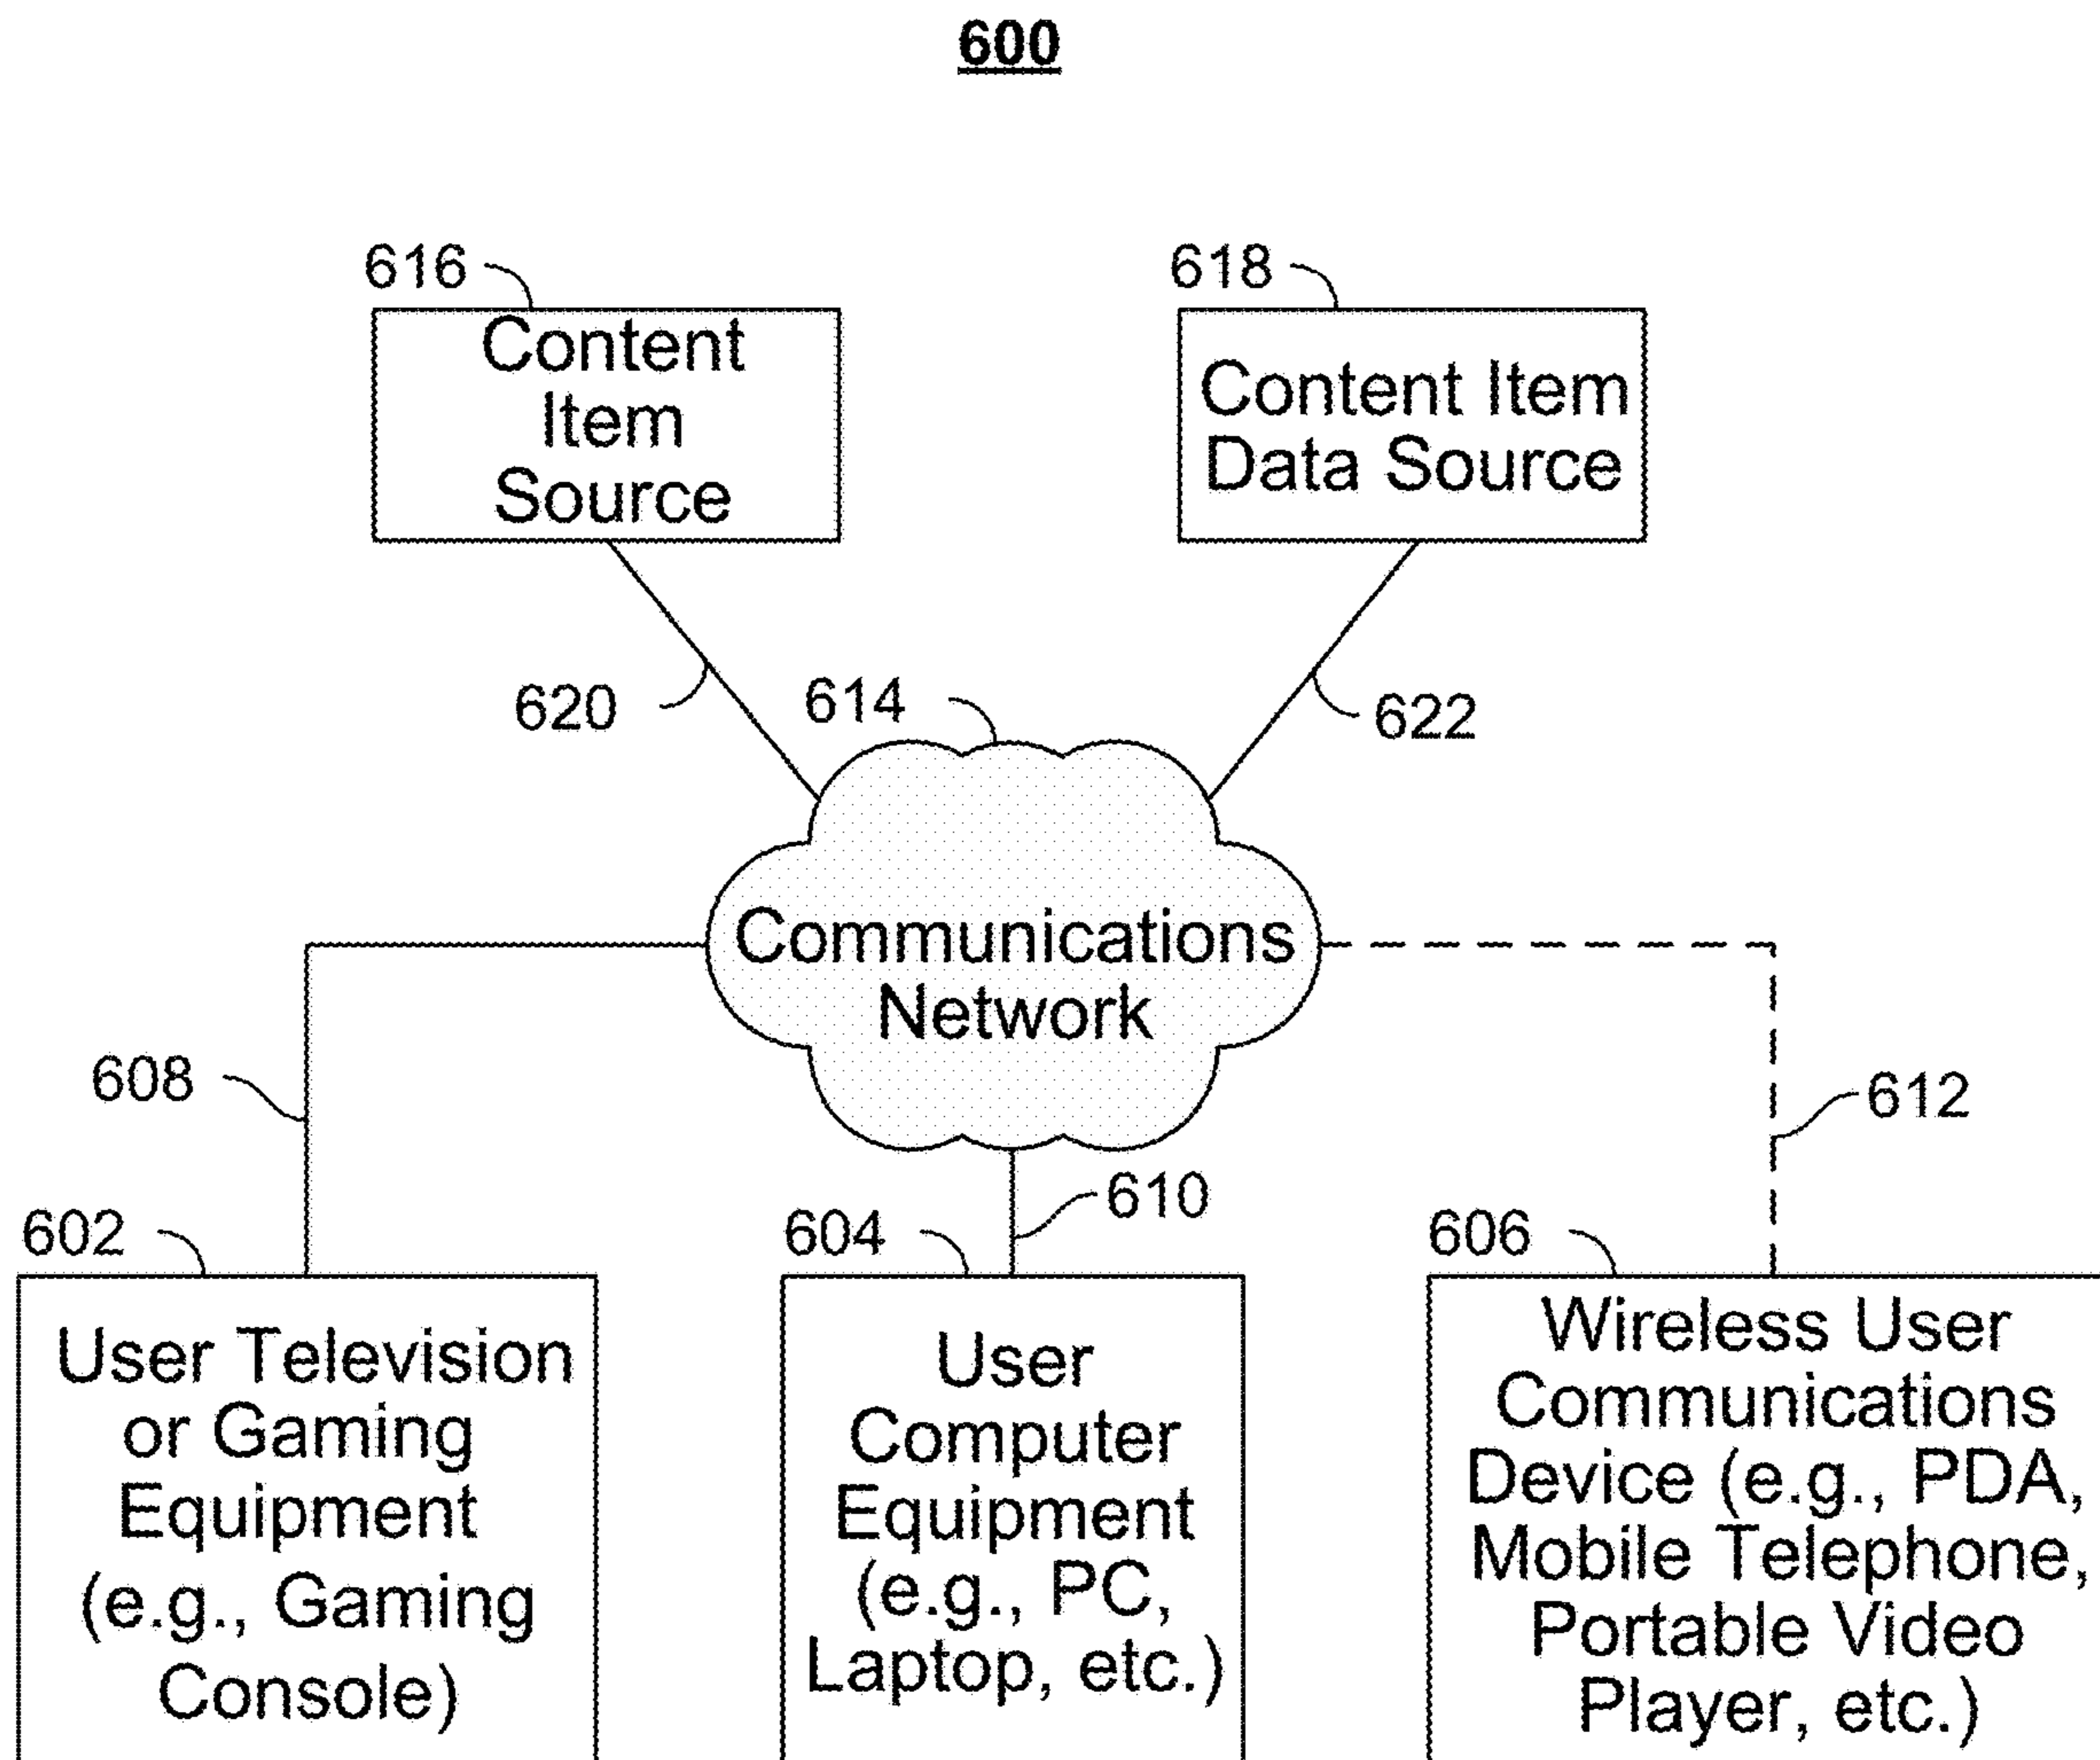 600
616
618
Content
Item
Source
Content Item
Data Source
620
614
622
Communications
Network
608
612
610
602
604
606
User Television
or Gaming
Equipment
(e.g., Gaming
Console)
User
Computer
Equipment
(e.g., PC,
Laptop, etc.)
Wireless User
Communications
Device (e.g., PDA,
Mobile Telephone,
Portable Video
Player, etc.)